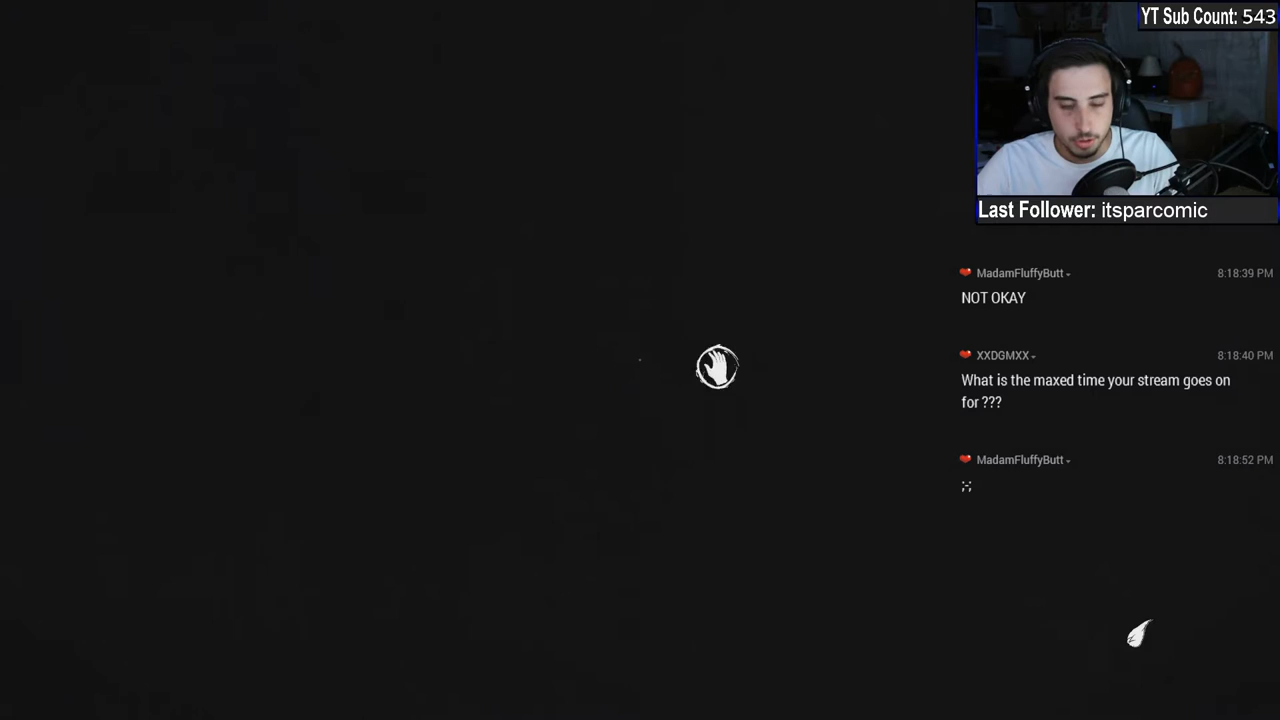 YT Sub Count: 543
Last Follower: itsparcomic
MadamFluffyButt 8:18:39 PM
NOT OKAY
XXDGMXX 8:18:40 PM
What is the maxed time your stream goes on
for ???
MadamFluffyButt 8:18:52 PM
;-;